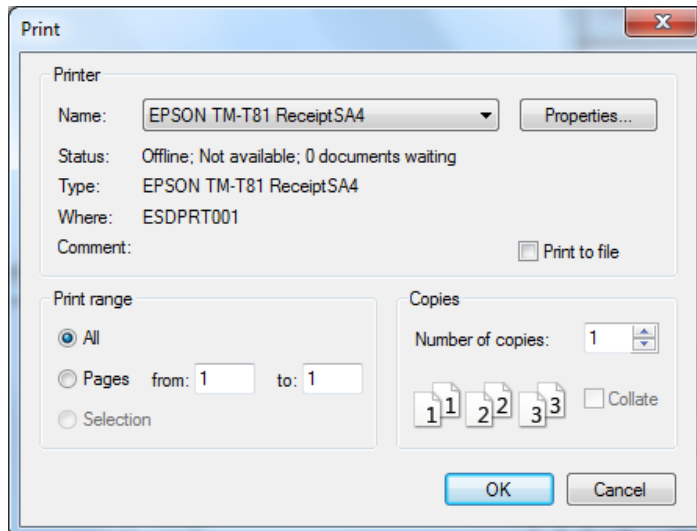 Print
Printer
Name: EPSON TM-T81 ReceiptSA4 Properties...
Status: Offline; Not available; 0 documents waiting
Type: EPSON TM-T81 ReceiptSA4
Where: ESDPRT001
Comment: Print to file
Print range
All
Pages from: 1 to: 1
Selection
Copies
Number of copies: 1
1 1 2 2 3 3 Collate
OK Cancel